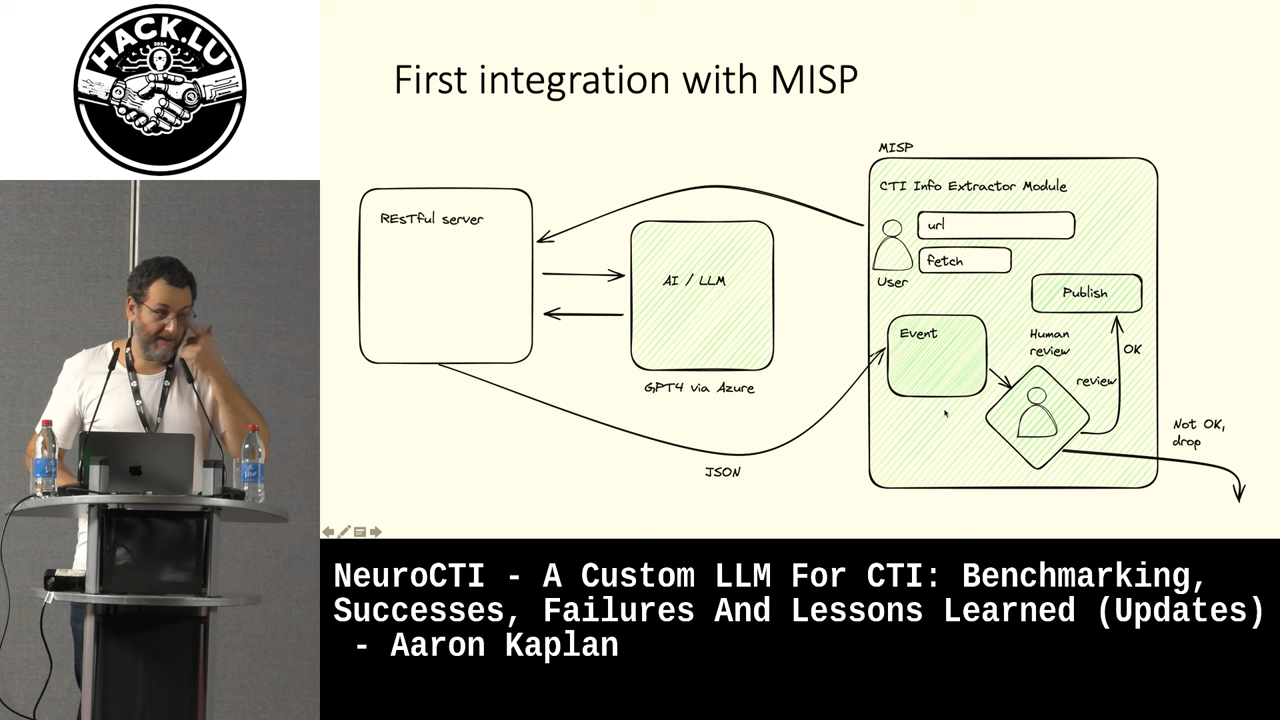 HACK.LU
2024
First integration with MISP
MISP
CTI Info Extractor Module
RESTful server
url
AI / LLM
fetch
User
Publish
Event
Human
review
OK
GPT4 via Azure
review
Not OK,
drop
JSON
NeuroCTI - A Custom LLM For CTI: Benchmarking,
Successes, Failures And Lessons Learned (Updates)
- Aaron Kaplan